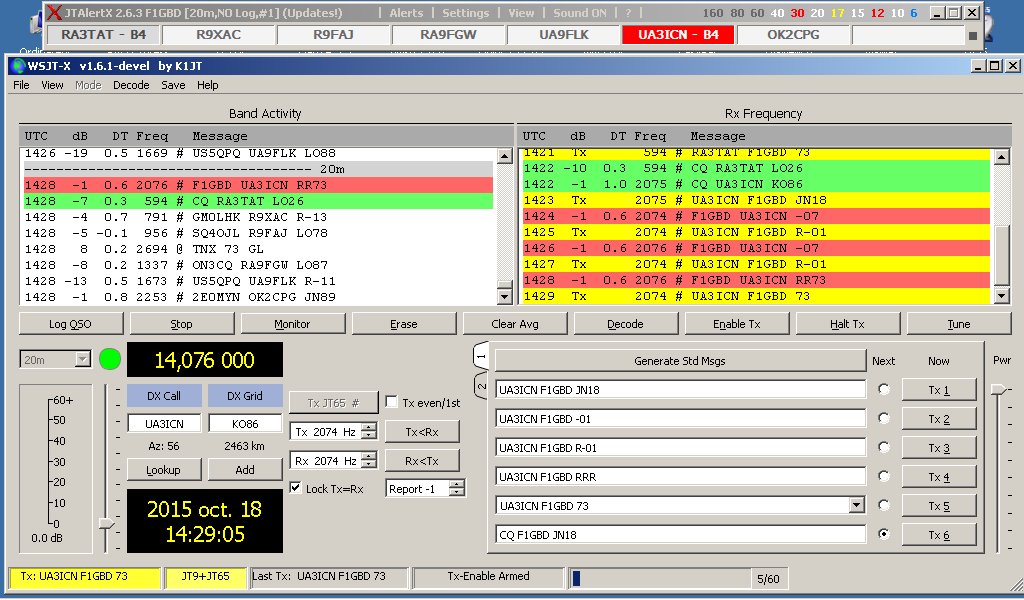 JTAlertX 2.6.3 F1GBD [20m,NO Log,#1] (Updates!) | Alerts | Settings | View | Sound ON | ? | 160 80 60 40 30 20 17 15 12 10 6
RA3TAT - B4 R9XAC R9FAJ RA9FGW UA9FLK UA3ICN - B4 OK2CPG
WSJT-X v1.6.1-devel by K1JT
File View Mode Decode Save Help
Band Activity
UTC dB DT Freq Message
1426 -19 0.5 1669 # US5QPQ UA9FLK LO88
-------------------------------- 20m
1428 -1 0.6 2076 # F1GBD UA3ICN RR73
1428 -7 0.3 594 # CQ RA3TAT LO26
1428 -4 0.7 791 # GM0LHK R9XAC R-13
1428 -5 -0.1 956 # SQ4OJL R9FAJ LO78
1428 8 0.2 2694 @ TNX 73 GL
1428 -8 0.2 1337 # ON3CQ RA9FGW LO87
1428 -13 0.5 1673 # US5QPQ UA9FLK R-11
1428 -1 0.8 2253 # 2E0MYN OK2CPG JN89
Rx Frequency
UTC dB DT Freq Message
1421 Tx 594 # RA3TAT F1GBD 73
1422 -10 0.3 594 # CQ RA3TAT LO26
1422 -1 1.0 2075 # CQ UA3ICN KO86
1423 Tx 2075 # UA3ICN F1GBD JN18
1424 -1 0.6 2074 # F1GBD UA3ICN -07
1425 Tx 2074 # UA3ICN F1GBD R-01
1426 -1 0.6 2076 # F1GBD UA3ICN -07
1427 Tx 2074 # UA3ICN F1GBD R-01
1428 -1 0.6 2076 # F1GBD UA3ICN RR73
1429 Tx 2074 # UA3ICN F1GBD 73
Log QSO Stop Monitor Erase Clear Avg Decode Enable Tx Halt Tx Tune
20m
14,076 000
DX Call DX Grid
UA3ICN KO86
Az: 56 2463 km
Lookup Add
2015 oct. 18
14:29:05
60+
50
40
30
20
10
0
0.0 dB
Tx JT65 # Tx even/1st
Tx 2074 Hz Tx<Rx
Rx 2074 Hz Rx<Tx
Lock Tx=Rx Report -1
1
2
Generate Std Msgs Next Now Pwr
UA3ICN F1GBD JN18 Tx 1
UA3ICN F1GBD -01 Tx 2
UA3ICN F1GBD R-01 Tx 3
UA3ICN F1GBD RRR Tx 4
UA3ICN F1GBD 73 Tx 5
CQ F1GBD JN18 Tx 6
Tx: UA3ICN F1GBD 73 JT9+JT65 Last Tx: UA3ICN F1GBD 73 Tx-Enable Armed 5/60